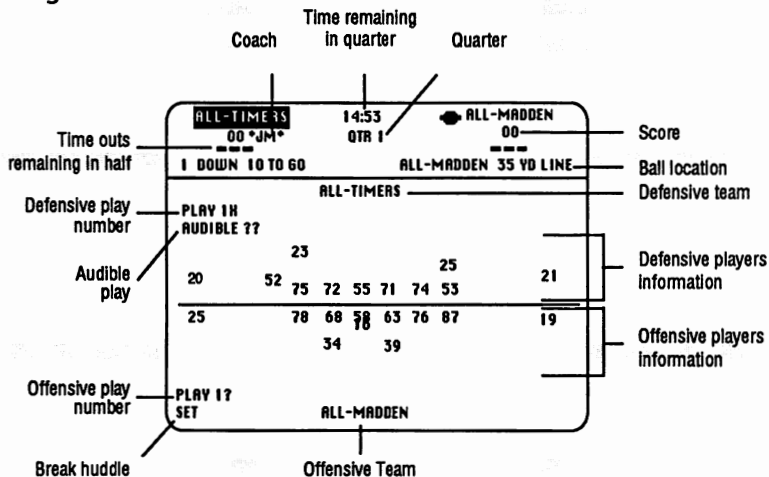 Time remaining
in quarter
Coach
Quarter
ALL-TIMERS
14:53
ALL-MADDEN
00 *JM*
QTR 1
00
Score
Time outs
remaining in half
1 DOWN 10 TO GO
ALL-MADDEN 35 YD LINE
Ball location
ALL-TIMERS
Defensive team
Defensive play
number
PLAY 1X
AUDIBLE ??
Audible
play
23
25
20
52
21
75 72 55 71 74 53
Defensive players
information
25
78 68 58 63 76 87
19
16
34
39
Offensive players
information
Offensive play
number
PLAY 1?
SET
ALL-MADDEN
Break huddle
Offensive Team